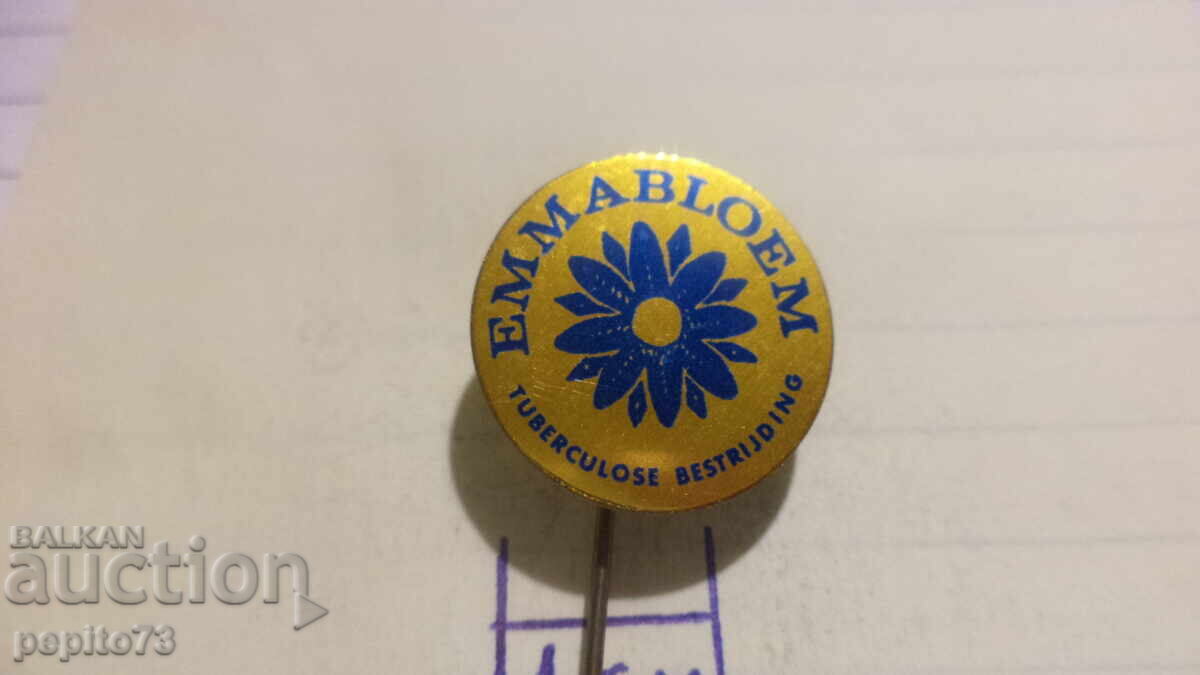 EMMABLOEM
TUBERCULOSE BESTRIJDING
BALKAN
auction
pepito73